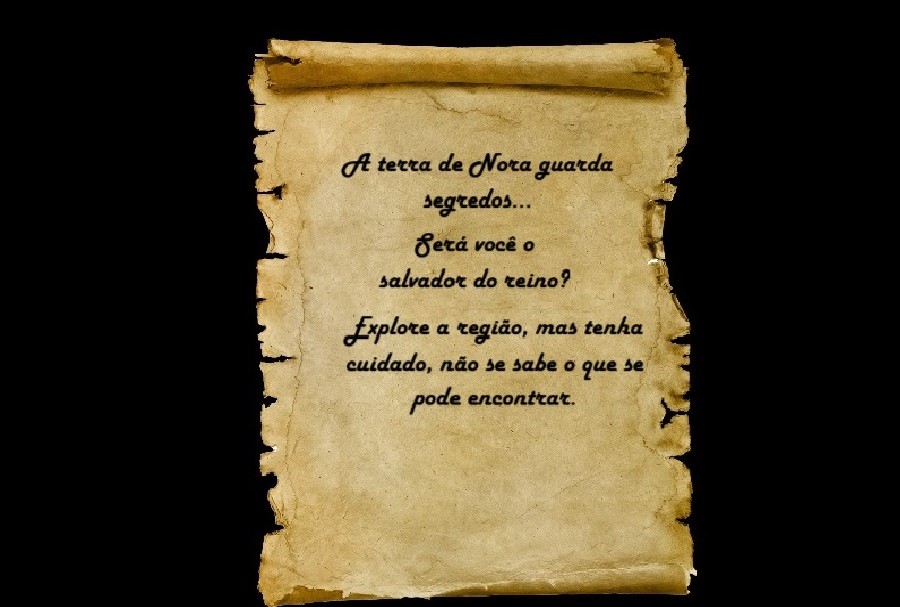 A terra de Nora guarda
segredos...
Será você o
salvador do reino?
Explore a região, mas tenha
cuidado, não se sabe o que se
pode encontrar.